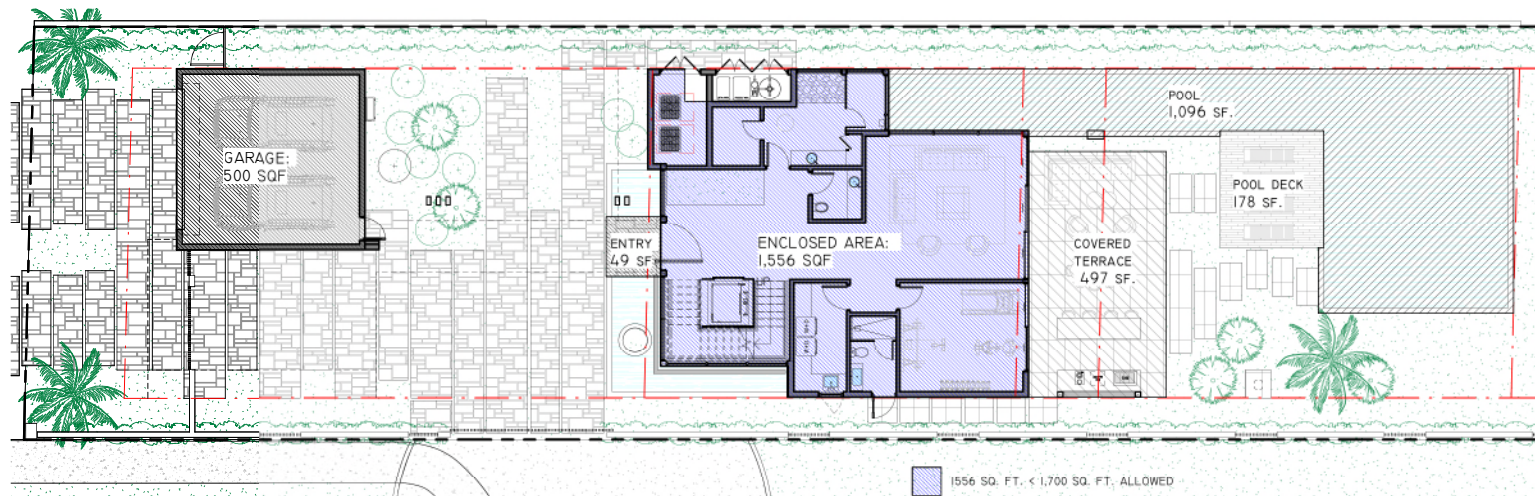 GARAGE:
500 SQF
ENTRY
49 SF
ENCLOSED AREA:
1,556 SQF
UP
POOL
1,096 SF.
POOL DECK
178 SF.
COVERED
TERRACE
497 SF.
1556 SQ. FT. < 1,700 SQ. FT. ALLOWED